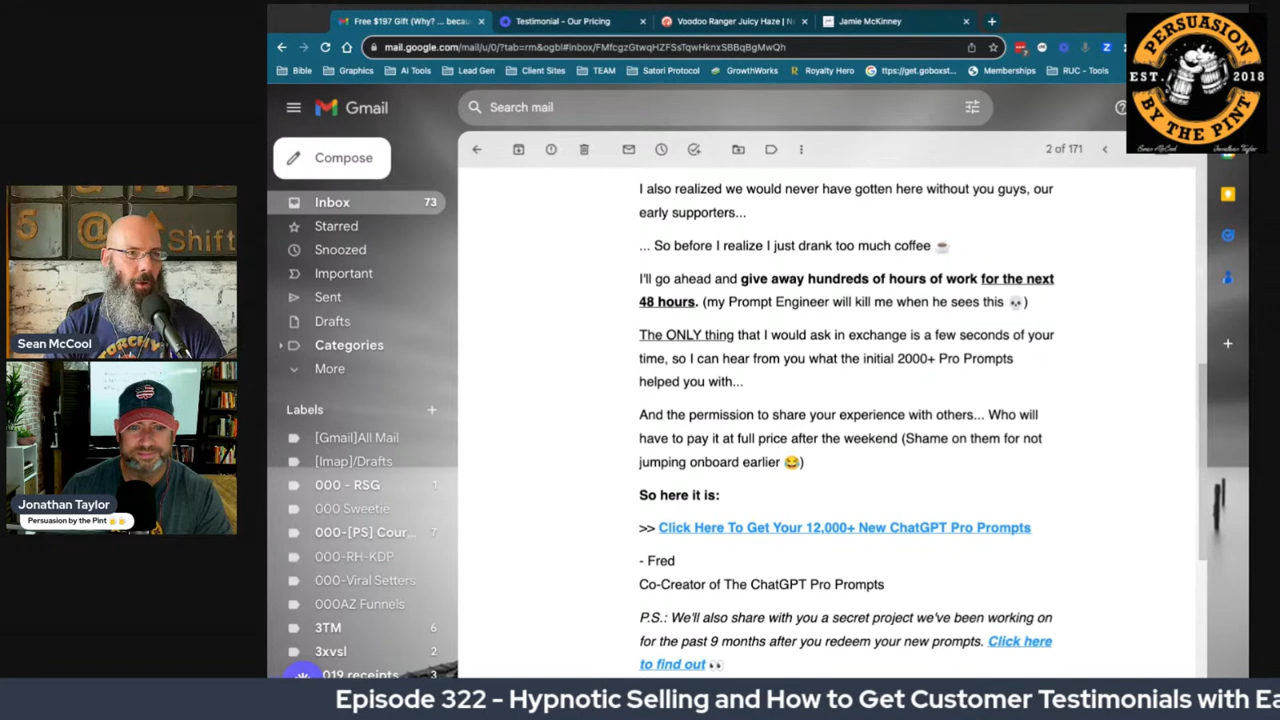 Free $197 Gift (Why? ... becau
Testimonial - Our Pricing
Voodoo Ranger Juicy Haze | N
Jamie McKinney
mail.google.com/mail/u/0/?tab=rm&ogbl#inbox/FMfcgzGtwqHZFSsTqwHknxSBBqBgMwQh
Bible
Graphics
AI Tools
Lead Gen
Client Sites
TEAM
Satori Protocol
GrowthWorks
Royalty Hero
ttps://get.goboxst...
Memberships
RUC - Tools
PERSUASION
EST. 2018
BY THE PINT
Sean McCool Jonathan Taylor
Gmail
Search mail
Compose
2 of 171
Inbox 73
Starred
Snoozed
Important
Sent
Drafts
Categories
More
Labels
[Gmail]All Mail
[Imap]/Drafts
000 - RSG 1
000 Sweetie
000-[PS] Cour... 7
000-RH-KDP
000-Viral Setters
000AZ Funnels
3TM 6
3xvsl 2
019 receipts 3
I also realized we would never have gotten here without you guys, our
early supporters...
... So before I realize I just drank too much coffee ☕
I'll go ahead and give away hundreds of hours of work for the next
48 hours. (my Prompt Engineer will kill me when he sees this 💀)
The ONLY thing that I would ask in exchange is a few seconds of your
time, so I can hear from you what the initial 2000+ Pro Prompts
helped you with...
And the permission to share your experience with others... Who will
have to pay it at full price after the weekend (Shame on them for not
jumping onboard earlier 😂)
So here it is:
>> Click Here To Get Your 12,000+ New ChatGPT Pro Prompts
- Fred
Co-Creator of The ChatGPT Pro Prompts
P.S.: We'll also share with you a secret project we've been working on
for the past 9 months after you redeem your new prompts. Click here
to find out 👀
5 @ Shift
Sean McCool
Jonathan Taylor
Persuasion by the Pint
Episode 322 - Hypnotic Selling and How to Get Customer Testimonials with Ea